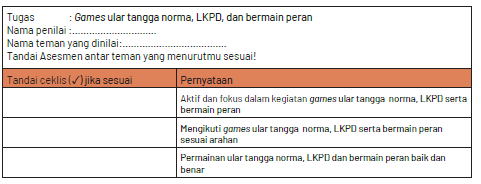 Tugas : Games ular tangga norma, LKPD, dan bermain peran
Nama penilai :..............................
Nama teman yang dinilai:.....................................
Tandai Asesmen antar teman yang menurutmu sesuai!
Tandai ceklis (✓) jika sesuai Pernyataan
Aktif dan fokus dalam kegiatan games ular tangga norma, LKPD serta
bermain peran
Mengikuti games ular tangga norma, LKPD serta bermain peran
sesuai arahan
Permainan ular tangga norma, LKPD dan bermain peran baik dan
benar